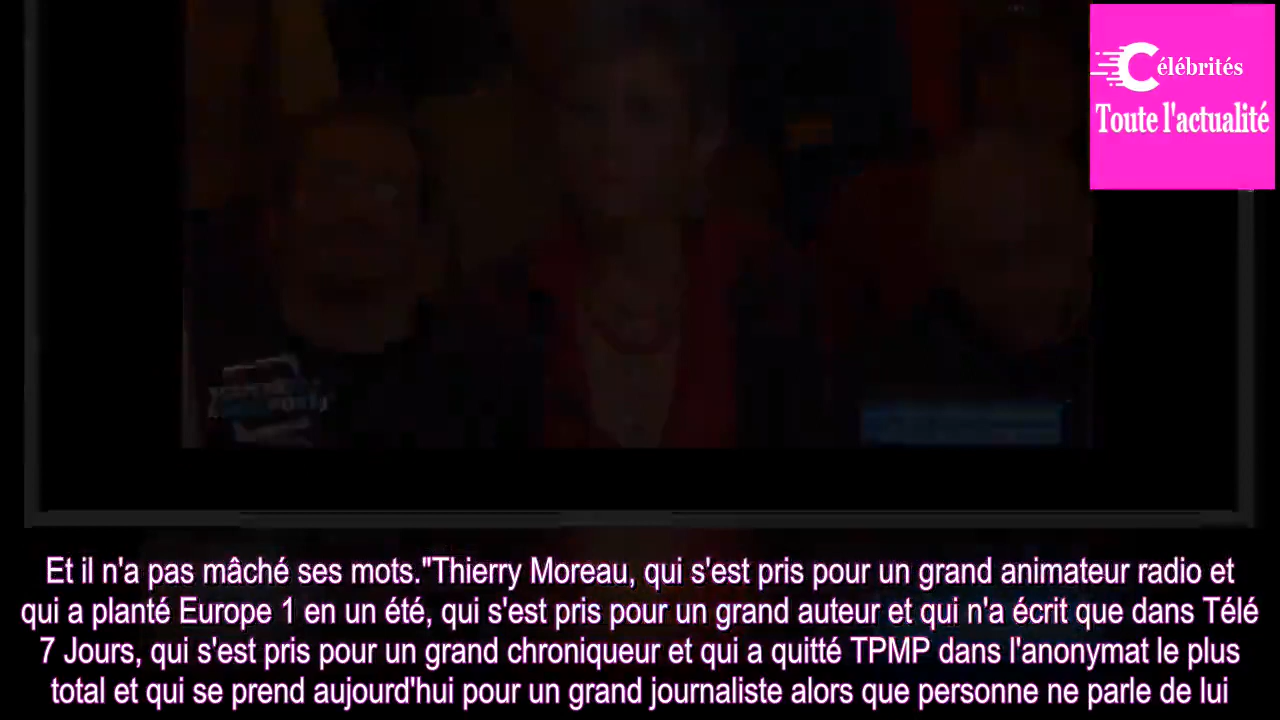 Célébrités
Toute l'actualité
Et il n'a pas mâché ses mots."Thierry Moreau, qui s'est pris pour un grand animateur radio et
qui a planté Europe 1 en un été, qui s'est pris pour un grand auteur et qui n'a écrit que dans Télé
7 Jours, qui s'est pris pour un grand chroniqueur et qui a quitté TPMP dans l'anonymat le plus
total et qui se prend aujourd'hui pour un grand journaliste alors que personne ne parle de lui